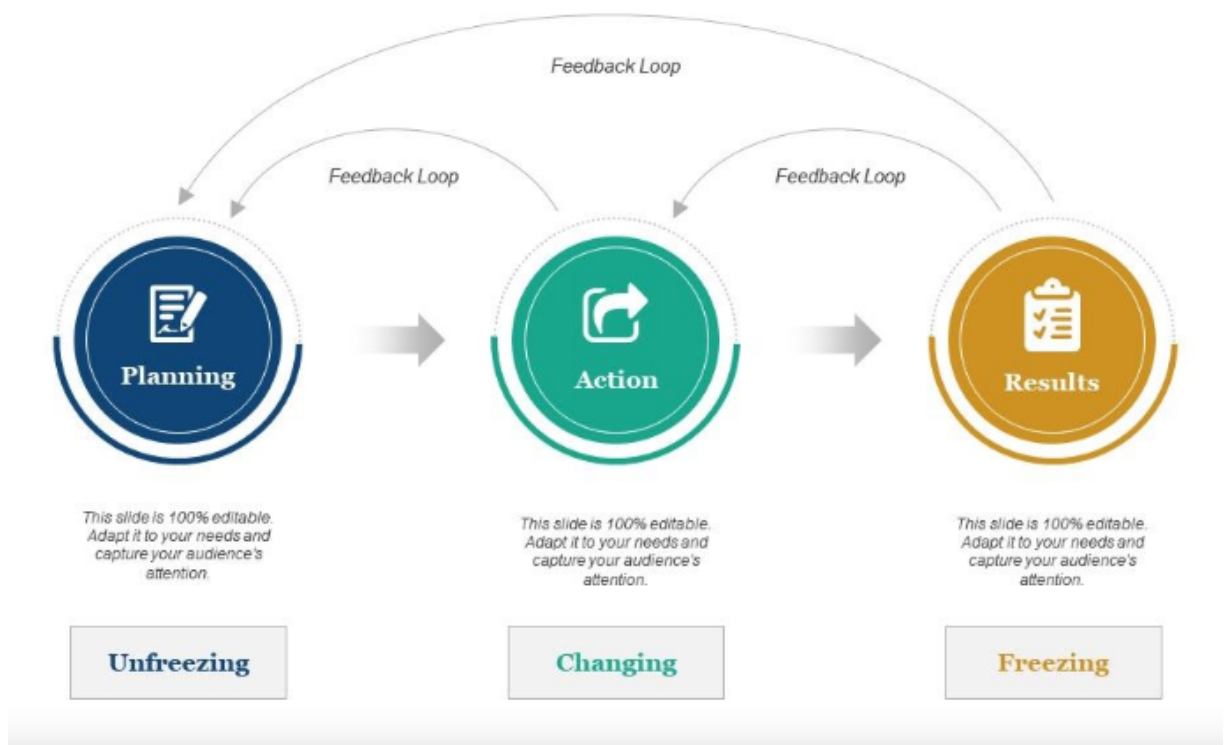 Feedback Loop
Feedback Loop
Feedback Loop
Planning
Action
Results
This slide is 100% editable.
Adapt it to your needs and
capture your audience's
attention.
This slide is 100% editable.
Adapt it to your needs and
capture your audience's
attention.
This slide is 100% editable.
Adapt it to your needs and
capture your audience's
attention.
Unfreezing
Changing
Freezing